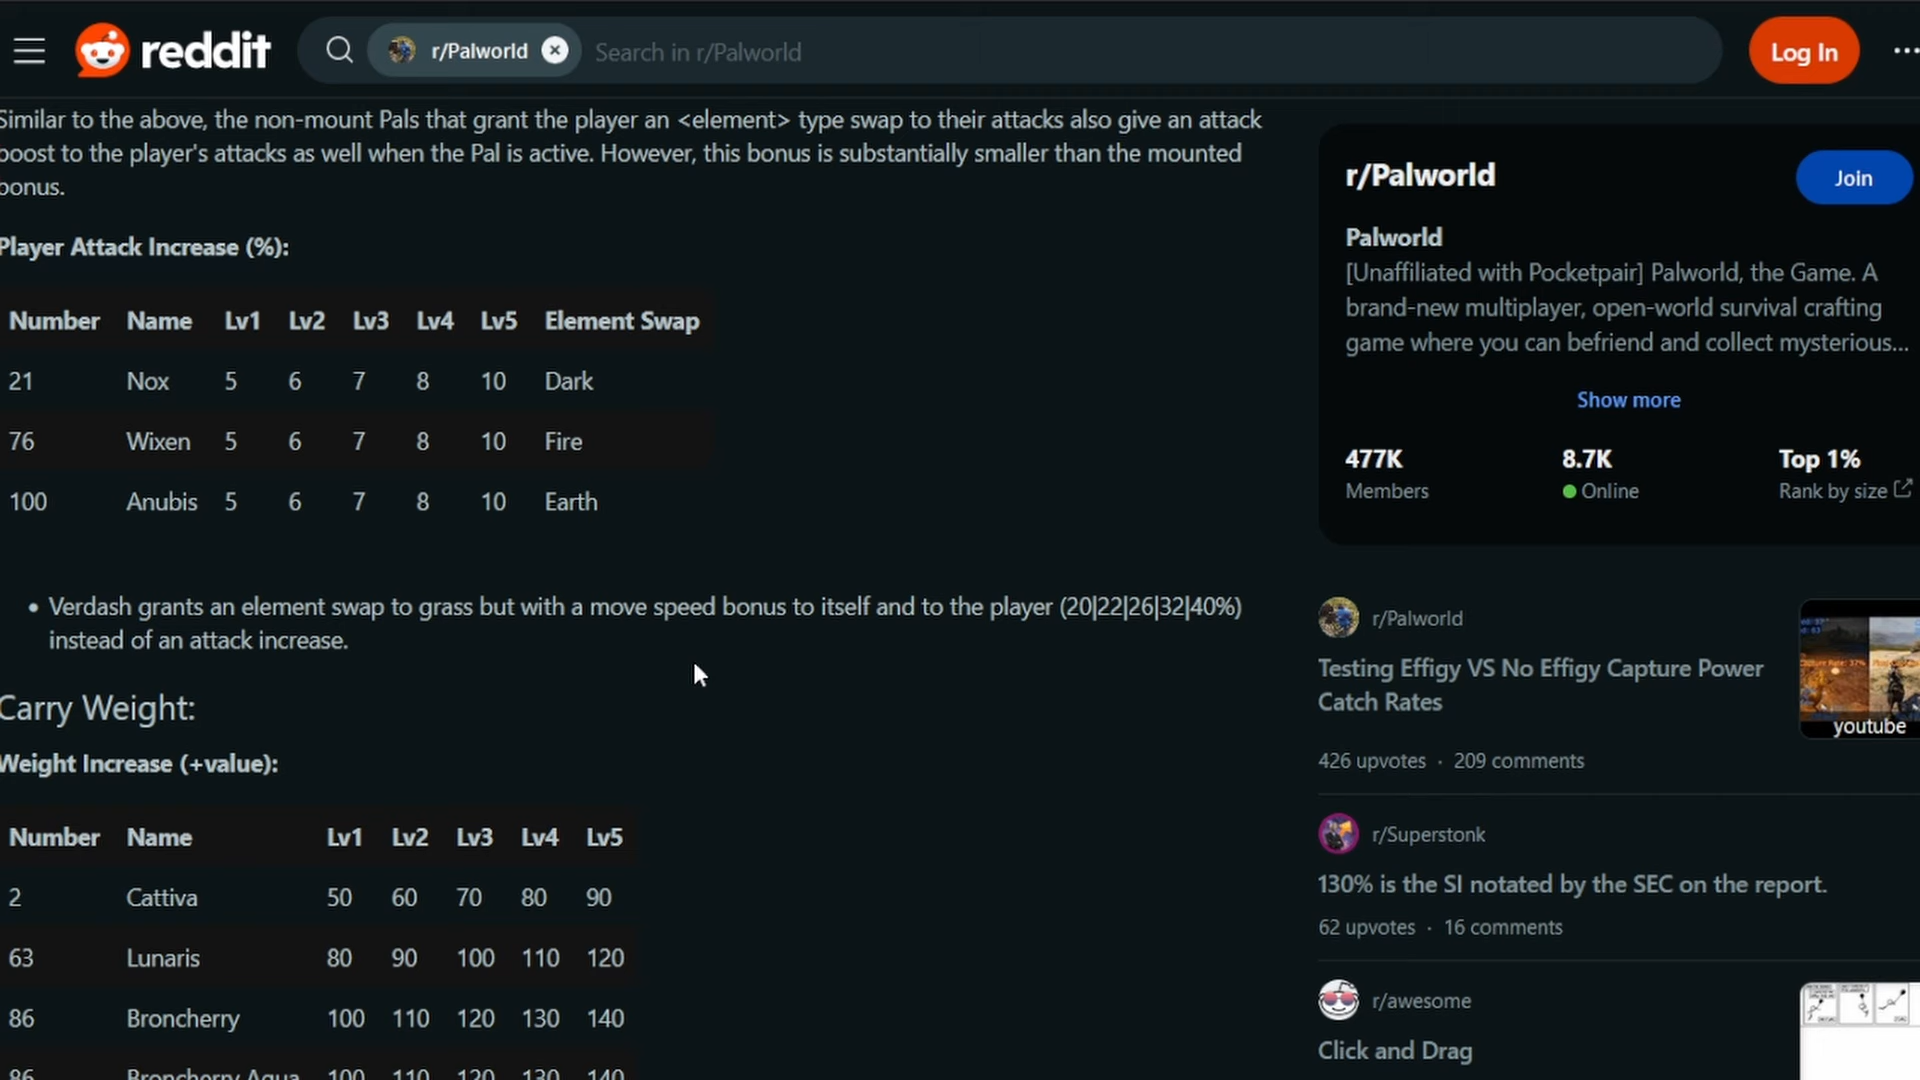 reddit
r/Palworld
Search in r/Palworld
Log In
Similar to the above, the non-mount Pals that grant the player an <element> type swap to their attacks also give an attack
boost to the player's attacks as well when the Pal is active. However, this bonus is substantially smaller than the mounted
bonus.
Player Attack Increase (%):
Number Name Lv1 Lv2 Lv3 Lv4 Lv5 Element Swap
21 Nox 5 6 7 8 10 Dark
76 Wixen 5 6 7 8 10 Fire
100 Anubis 5 6 7 8 10 Earth
• Verdash grants an element swap to grass but with a move speed bonus to itself and to the player (20|22|26|32|40%)
instead of an attack increase.
Carry Weight:
Weight Increase (+value):
Number Name Lv1 Lv2 Lv3 Lv4 Lv5
2 Cattiva 50 60 70 80 90
63 Lunaris 80 90 100 110 120
86 Broncherry 100 110 120 130 140
86 Broncherry Aqua 100 110 120 130 140
r/Palworld
Join
Palworld
[Unaffiliated with Pocketpair] Palworld, the Game. A
brand-new multiplayer, open-world survival crafting
game where you can befriend and collect mysterious...
Show more
477K 8.7K Top 1%
Members Online Rank by size
r/Palworld
Testing Effigy VS No Effigy Capture Power
Catch Rates
youtube
426 upvotes · 209 comments
r/Superstonk
130% is the SI notated by the SEC on the report.
62 upvotes · 16 comments
r/awesome
Click and Drag